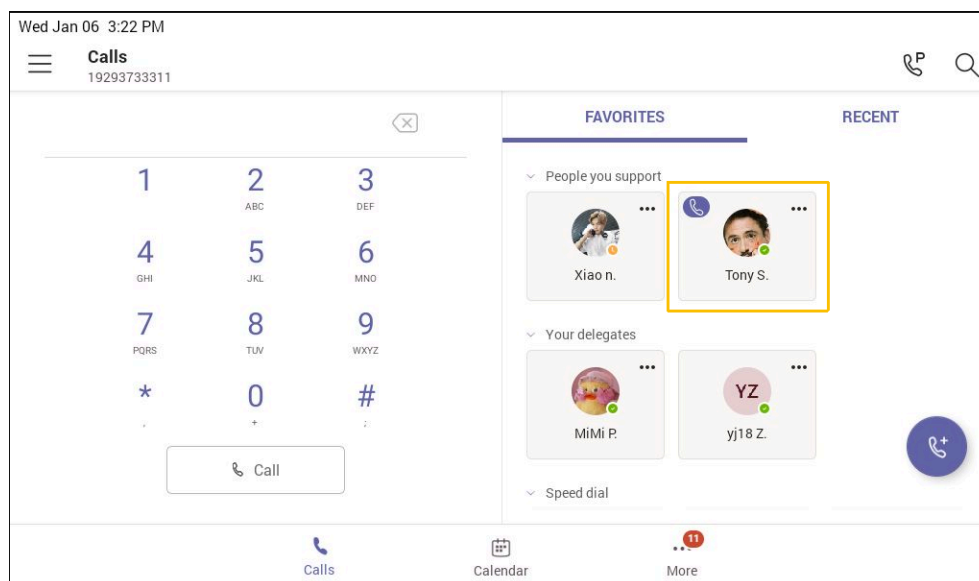 Wed Jan 06 3:22 PM
Calls
19293733311
P
FAVORITES
RECENT
1
2
ABC
3
DEF
4
GHI
5
JKL
6
MNO
7
PQRS
8
TUV
9
WXYZ
*
,
0
+
#
;
Call
People you support
Xiao n.
Tony S.
Your delegates
MiMi P.
YZ
yj18 Z.
Speed dial
Calls
Calendar
11
More